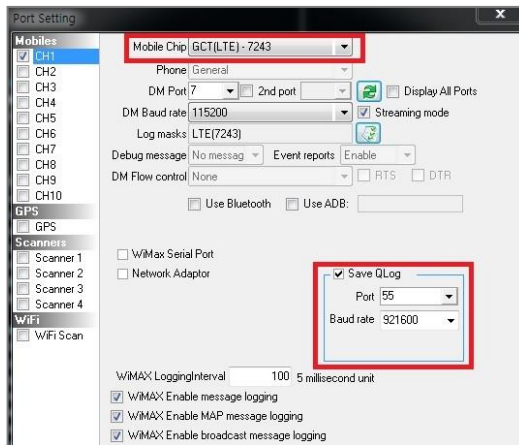 Port Setting
x
Mobiles
CH1
CH2
CH3
CH4
CH5
CH6
CH7
CH8
CH9
CH10
GPS
GPS
Scanners
Scanner 1
Scanner 2
Scanner 3
Scanner 4
WiFi
WiFi Scan
Mobile Chip GCT(LTE) - 7243
Phone General
DM Port 7 2nd port Display All Ports
DM Baud rate 115200 Streaming mode
Log masks LTE(7243)
Debug message No messag Event reports Enable
DM Flow control None RTS DTR
Use Bluetooth Use ADB:
WiMax Serial Port
Network Adaptor
Save QLog
Port 55
Baud rate 921600
WiMAX LoggingInterval 100 5 millisecond unit
WiMAX Enable message logging
WiMAX Enable MAP message logging
WiMAX Enable broadcast message logging